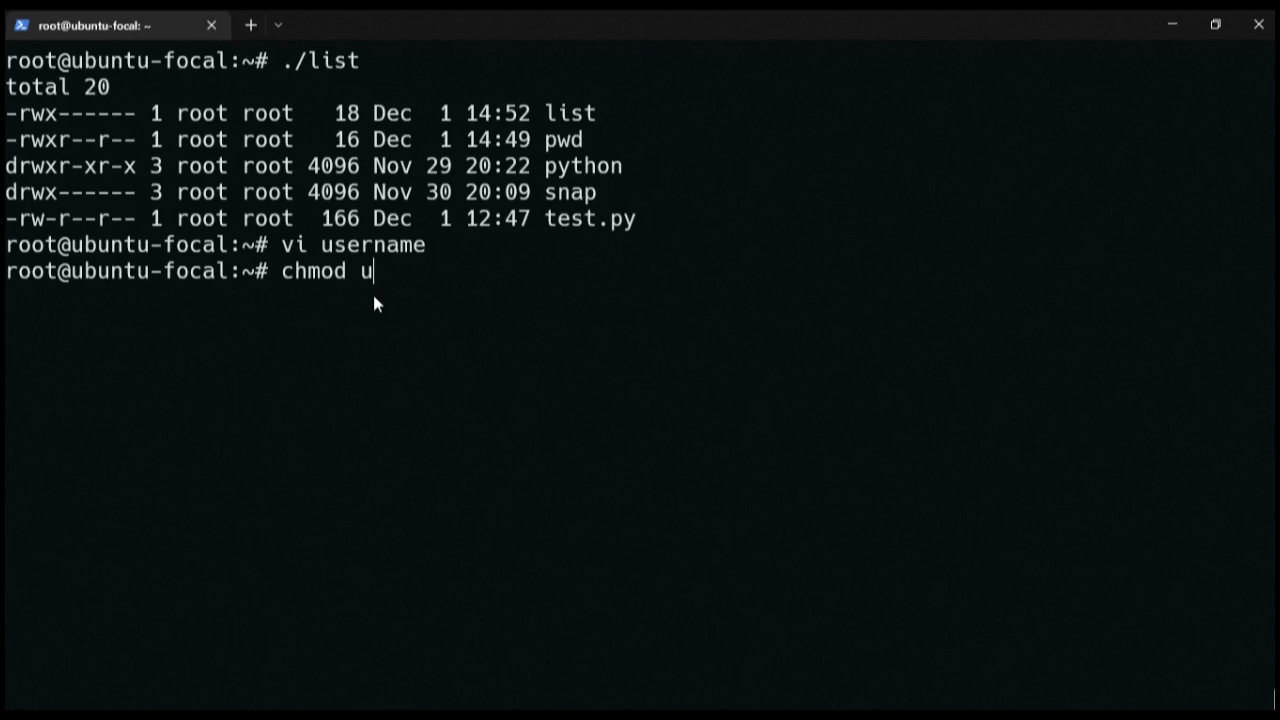 root@ubuntu-focal: ~
root@ubuntu-focal:~# ./list
total 20
-rwx------ 1 root root   18 Dec  1 14:52 list
-rwxr--r-- 1 root root   16 Dec  1 14:49 pwd
drwxr-xr-x 3 root root 4096 Nov 29 20:22 python
drwx------ 3 root root 4096 Nov 30 20:09 snap
-rw-r--r-- 1 root root  166 Dec  1 12:47 test.py
root@ubuntu-focal:~# vi username
root@ubuntu-focal:~# chmod u